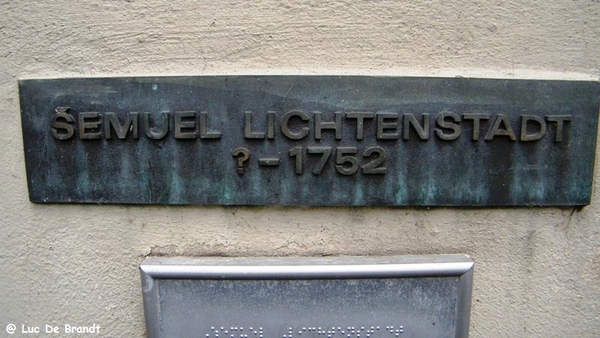 ŠEMUEL LICHTENSTADT
? – 1752
@ Luc De Brandt